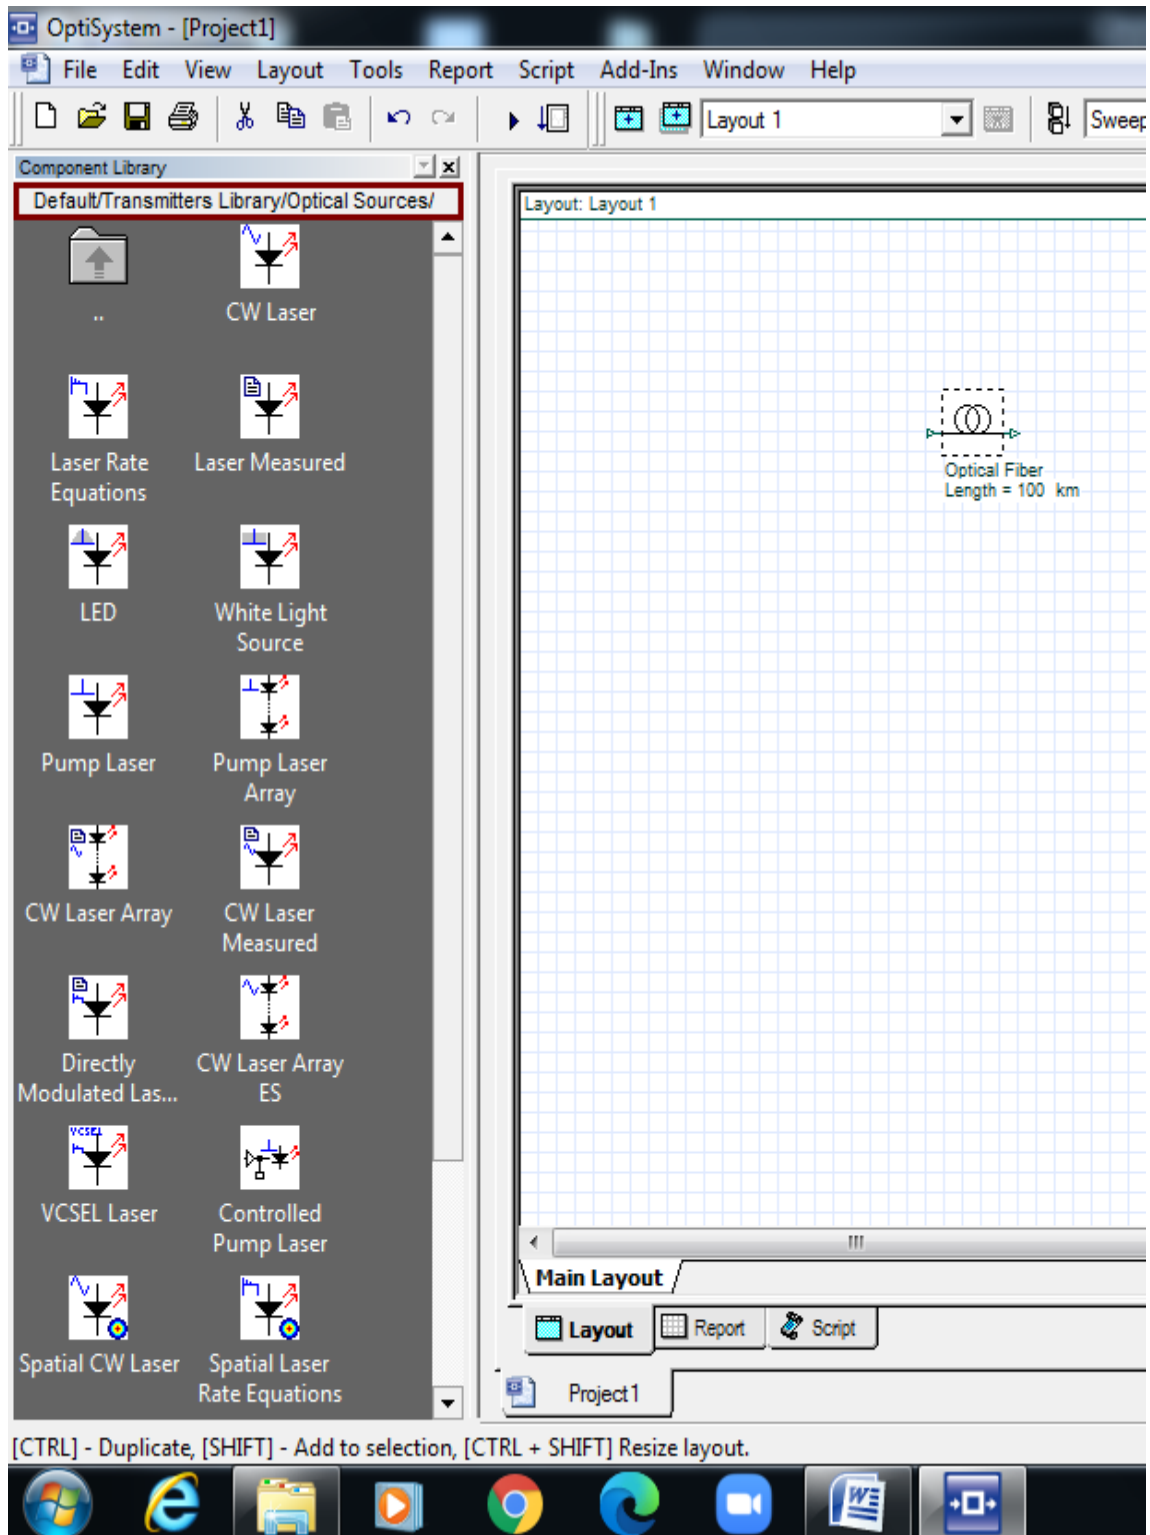 OptiSystem - [Project1]
File Edit View Layout Tools Report Script Add-Ins Window Help
Layout 1
Sweep
Component Library
Default/Transmitters Library/Optical Sources/
Layout: Layout 1
..
CW Laser
Laser Rate
Equations
Laser Measured
Optical Fiber
Length = 100 km
LED
White Light
Source
Pump Laser
Pump Laser
Array
CW Laser Array
CW Laser
Measured
Directly
Modulated Las...
CW Laser Array
ES
VCSEL
VCSEL Laser
Controlled
Pump Laser
Spatial CW Laser
Spatial Laser
Rate Equations
Main Layout
Layout Report Script
Project1
[CTRL] - Duplicate, [SHIFT] - Add to selection, [CTRL + SHIFT] Resize layout.